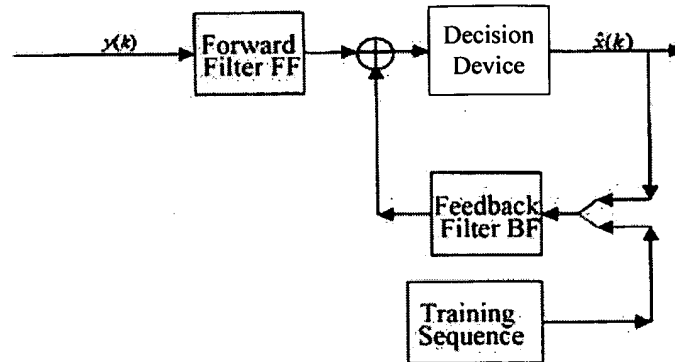 y(k)
Forward
Filter FF
Decision
Device
x̂(k)
Feedback
Filter BF
Training
Sequence